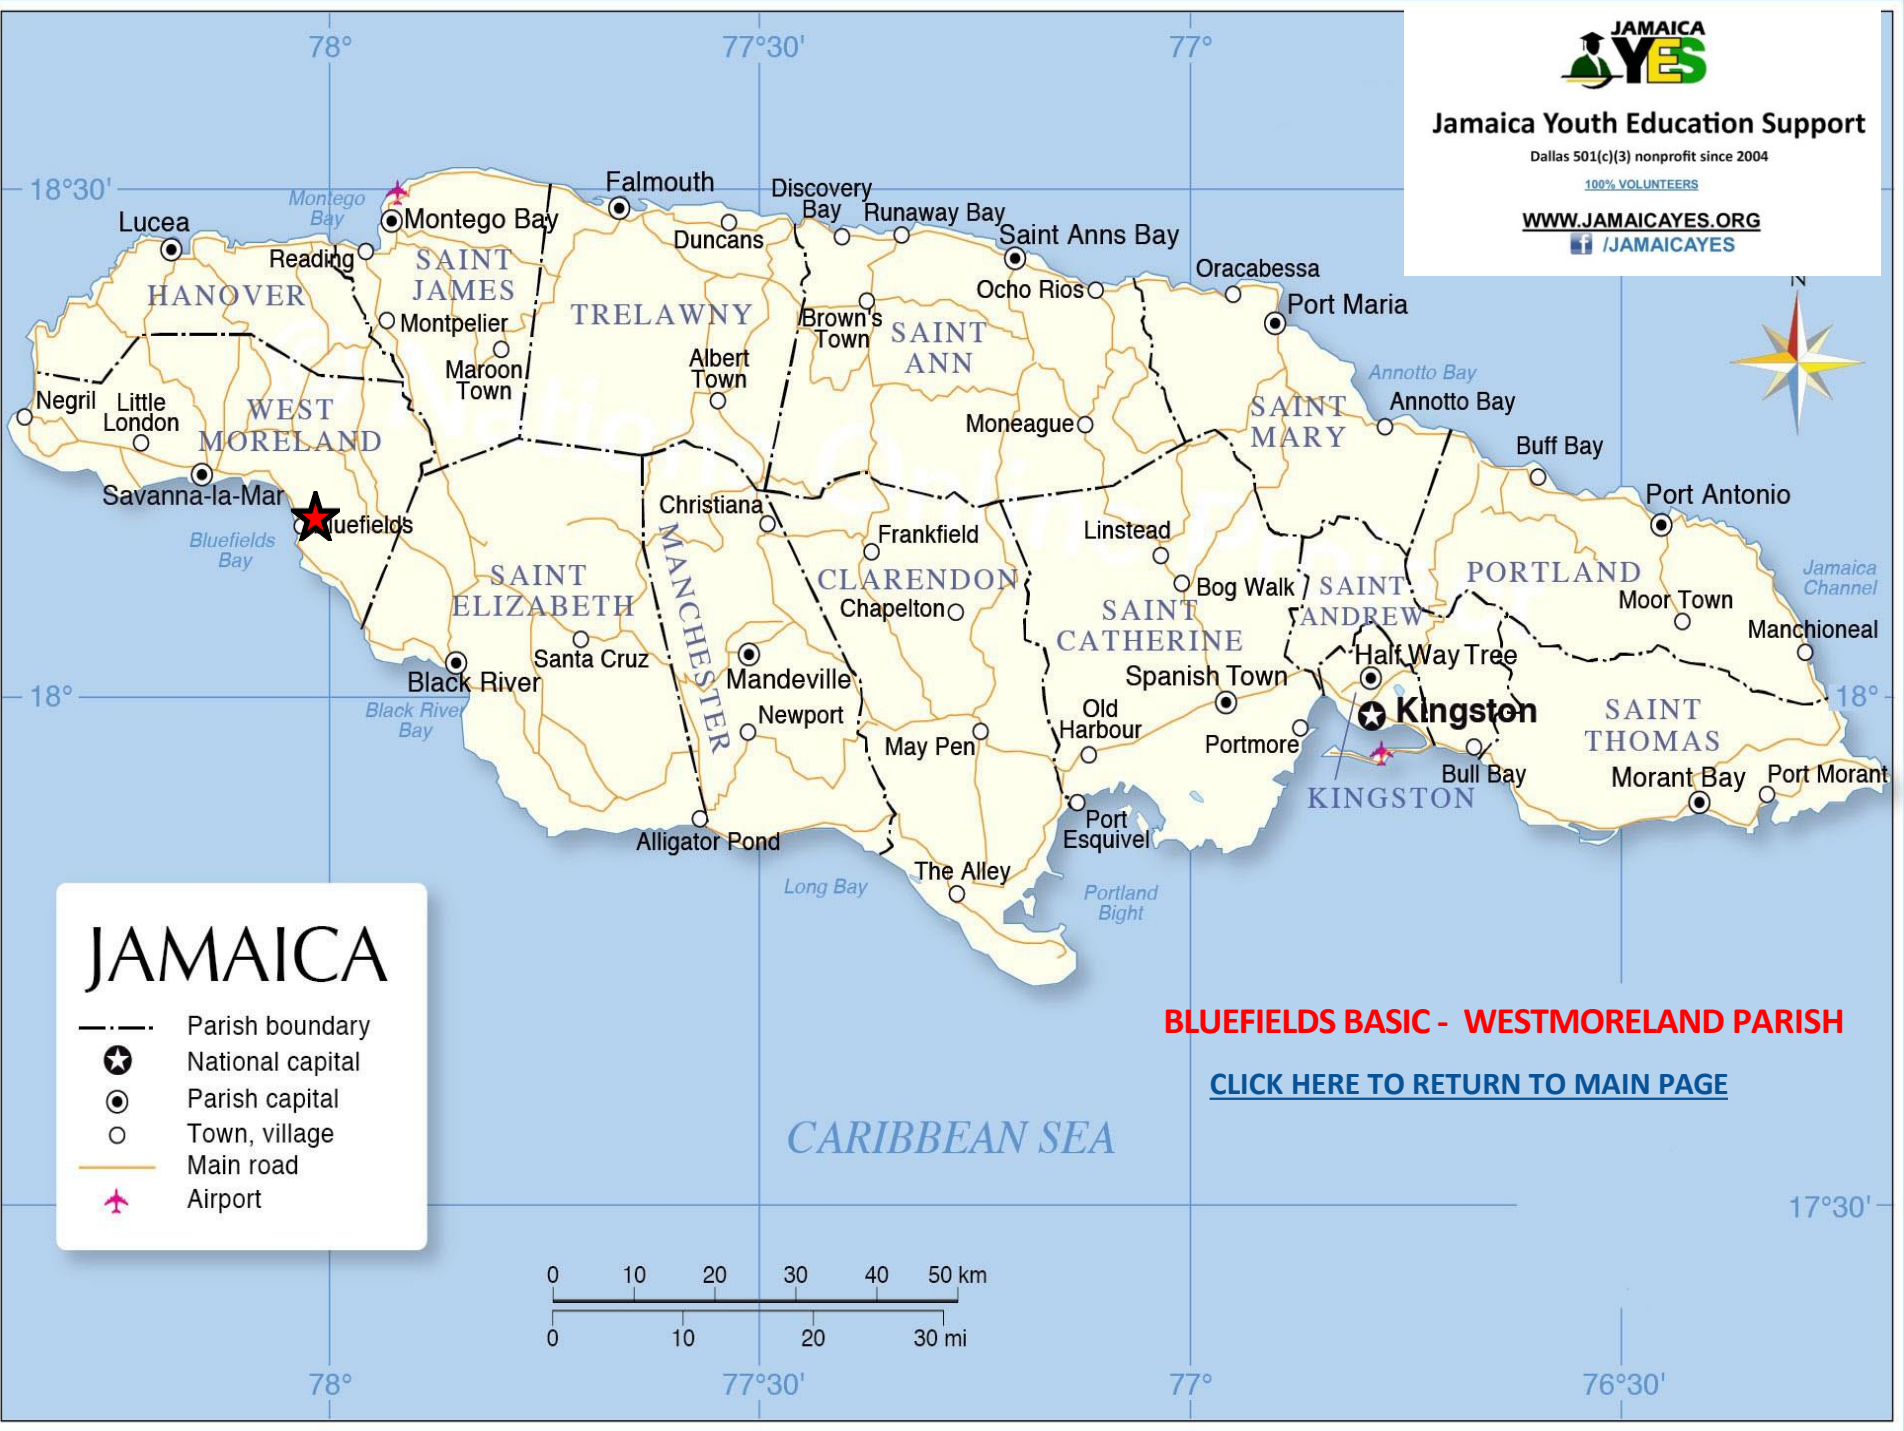 78°
77°30'
77°
JAMAICA
YES
Jamaica Youth Education Support
Dallas 501(c)(3) nonprofit since 2004
100% VOLUNTEERS
WWW.JAMAICAYES.ORG
f /JAMAICAYES
N
18°30'
Montego
Bay
Lucea
Montego Bay
Reading
HANOVER
SAINT
JAMES
Montpelier
Maroon
Town
Falmouth
Duncans
TRELAWNY
Albert
Town
Discovery
Bay
Runaway Bay
Saint Anns Bay
Ocho Rios
Brown's
Town
SAINT
ANN
Moneague
Oracabessa
Port Maria
Annotto Bay
Annotto Bay
SAINT
MARY
Buff Bay
Port Antonio
Negril
Little
London
WEST
MORELAND
Savanna-la-Mar
uefields
Bluefields
Bay
Christiana
Frankfield
CLARENDON
Chapelton
Linstead
Bog Walk
SAINT
CATHERINE
SAINT
ANDREW
PORTLAND
Moor Town
Manchioneal
Jamaica
Channel
SAINT
ELIZABETH
Santa Cruz
MANCHESTER
Mandeville
Newport
Black River
Black River
Bay
18°
18°
May Pen
Old
Harbour
Spanish Town
Portmore
Half Way Tree
Kingston
KINGSTON
Bull Bay
SAINT
THOMAS
Morant Bay
Port Morant
Alligator Pond
Long Bay
The Alley
Port
Esquivel
Portland
Bight
JAMAICA
Parish boundary
National capital
Parish capital
Town, village
Main road
Airport
BLUEFIELDS BASIC - WESTMORELAND PARISH
CLICK HERE TO RETURN TO MAIN PAGE
CARIBBEAN SEA
17°30'
0 10 20 30 40 50 km
0 10 20 30 mi
78°
77°30'
77°
76°30'